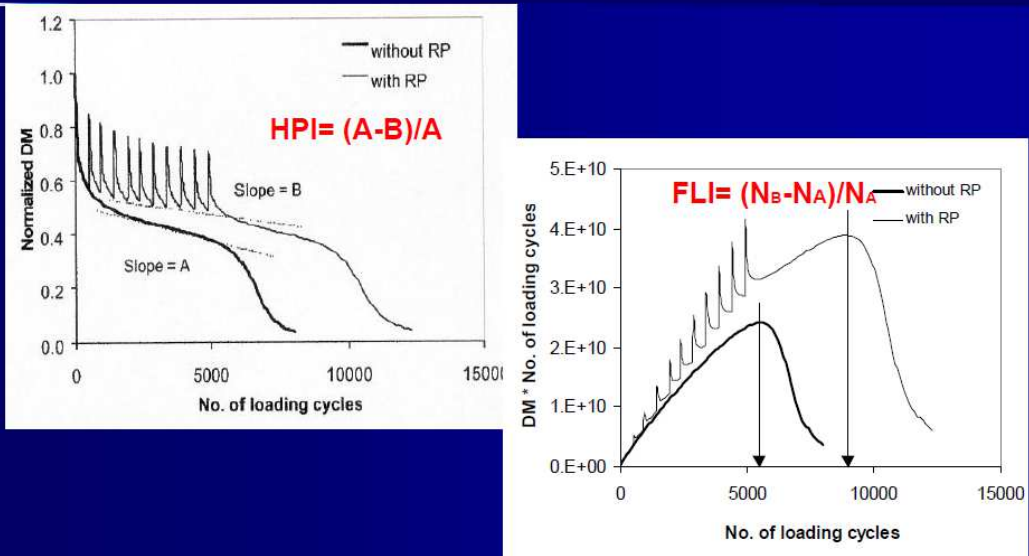 1.2
1.0
0.8
0.6
0.4
0.2
0.0
Normalized DM
without RP
with RP
HPI= (A-B)/A
Slope = B
Slope = A
0 5000 10000 1500
No. of loading cycles
5.E+10
4.E+10
3.E+10
2.E+10
1.E+10
0.E+00
DM * No. of loading cycles
FLI= (NB-NA)/NA
without RP
with RP
0 5000 10000 15000
No. of loading cycles